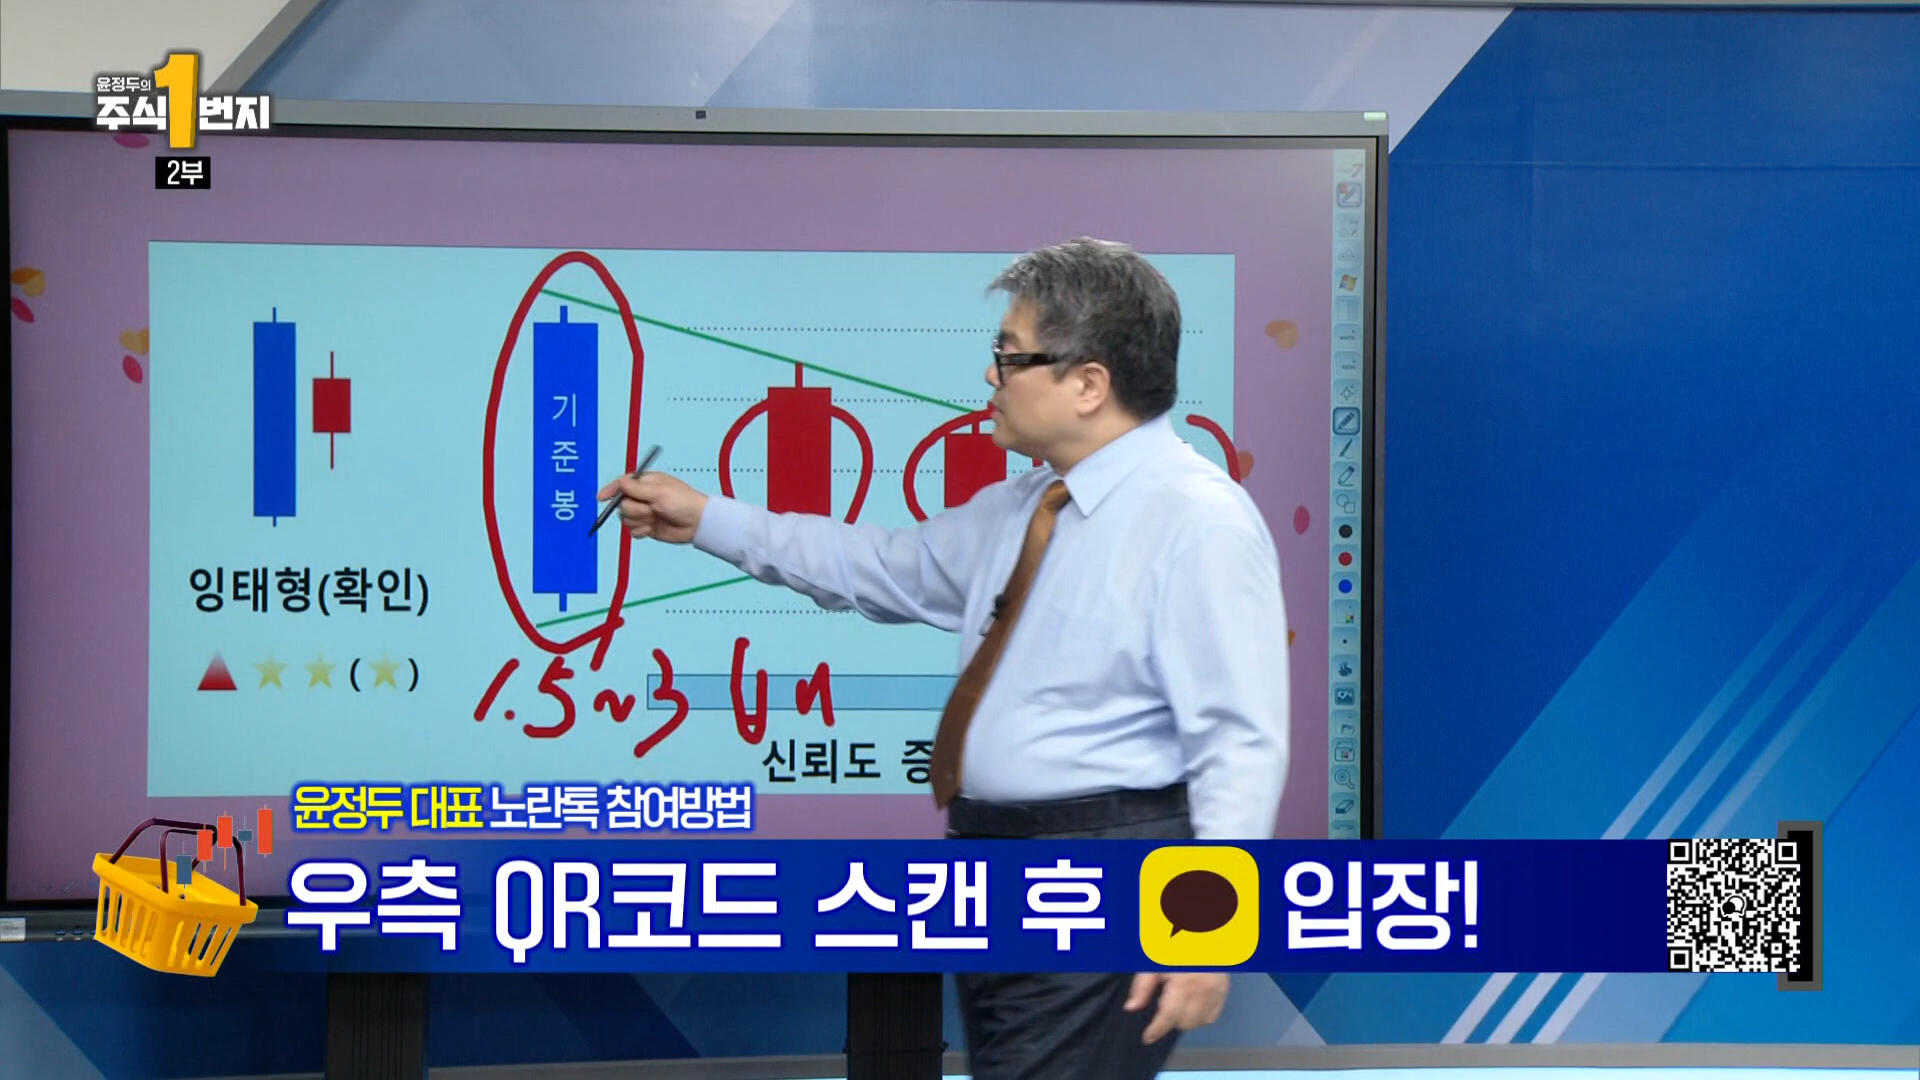 윤정두의
주식1번지
2부
기준봉
잉태형(확인)
( )
1.5~3배
신뢰도 증
윤정두 대표 노란톡 참여방법
우측 QR코드 스캔 후 입장!